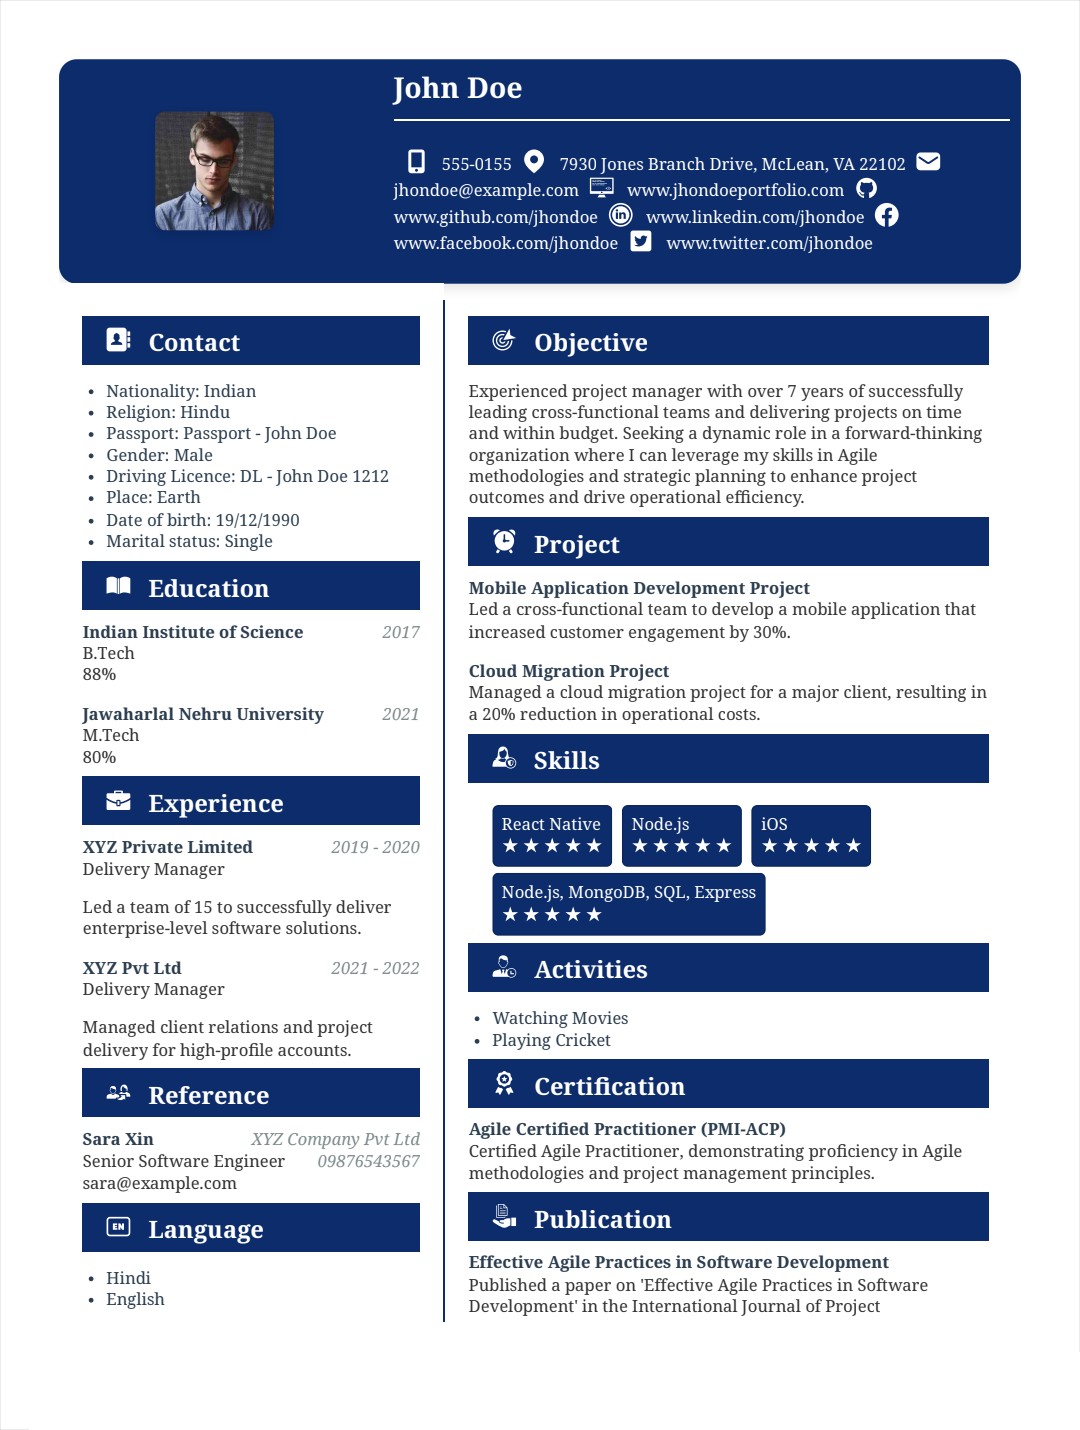 John Doe
555-0155 7930 Jones Branch Drive, McLean, VA 22102
jhondoe@example.com www.jhondoeportfolio.com
www.github.com/jhondoe www.linkedin.com/jhondoe
www.facebook.com/jhondoe www.twitter.com/jhondoe
Contact
• Nationality: Indian
• Religion: Hindu
• Passport: Passport - John Doe
• Gender: Male
• Driving Licence: DL - John Doe 1212
• Place: Earth
• Date of birth: 19/12/1990
• Marital status: Single
Education
Indian Institute of Science 2017
B.Tech
88%
Jawaharlal Nehru University 2021
M.Tech
80%
Experience
XYZ Private Limited 2019 - 2020
Delivery Manager
Led a team of 15 to successfully deliver
enterprise-level software solutions.
XYZ Pvt Ltd 2021 - 2022
Delivery Manager
Managed client relations and project
delivery for high-profile accounts.
Reference
Sara Xin XYZ Company Pvt Ltd
Senior Software Engineer 09876543567
sara@example.com
EN Language
• Hindi
• English
Objective
Experienced project manager with over 7 years of successfully
leading cross-functional teams and delivering projects on time
and within budget. Seeking a dynamic role in a forward-thinking
organization where I can leverage my skills in Agile
methodologies and strategic planning to enhance project
outcomes and drive operational efficiency.
Project
Mobile Application Development Project
Led a cross-functional team to develop a mobile application that
increased customer engagement by 30%.
Cloud Migration Project
Managed a cloud migration project for a major client, resulting in
a 20% reduction in operational costs.
Skills
React Native Node.js iOS
★★★★★ ★★★★★ ★★★★★
Node.js, MongoDB, SQL, Express
★★★★★
Activities
• Watching Movies
• Playing Cricket
Certification
Agile Certified Practitioner (PMI-ACP)
Certified Agile Practitioner, demonstrating proficiency in Agile
methodologies and project management principles.
Publication
Effective Agile Practices in Software Development
Published a paper on 'Effective Agile Practices in Software
Development' in the International Journal of Project